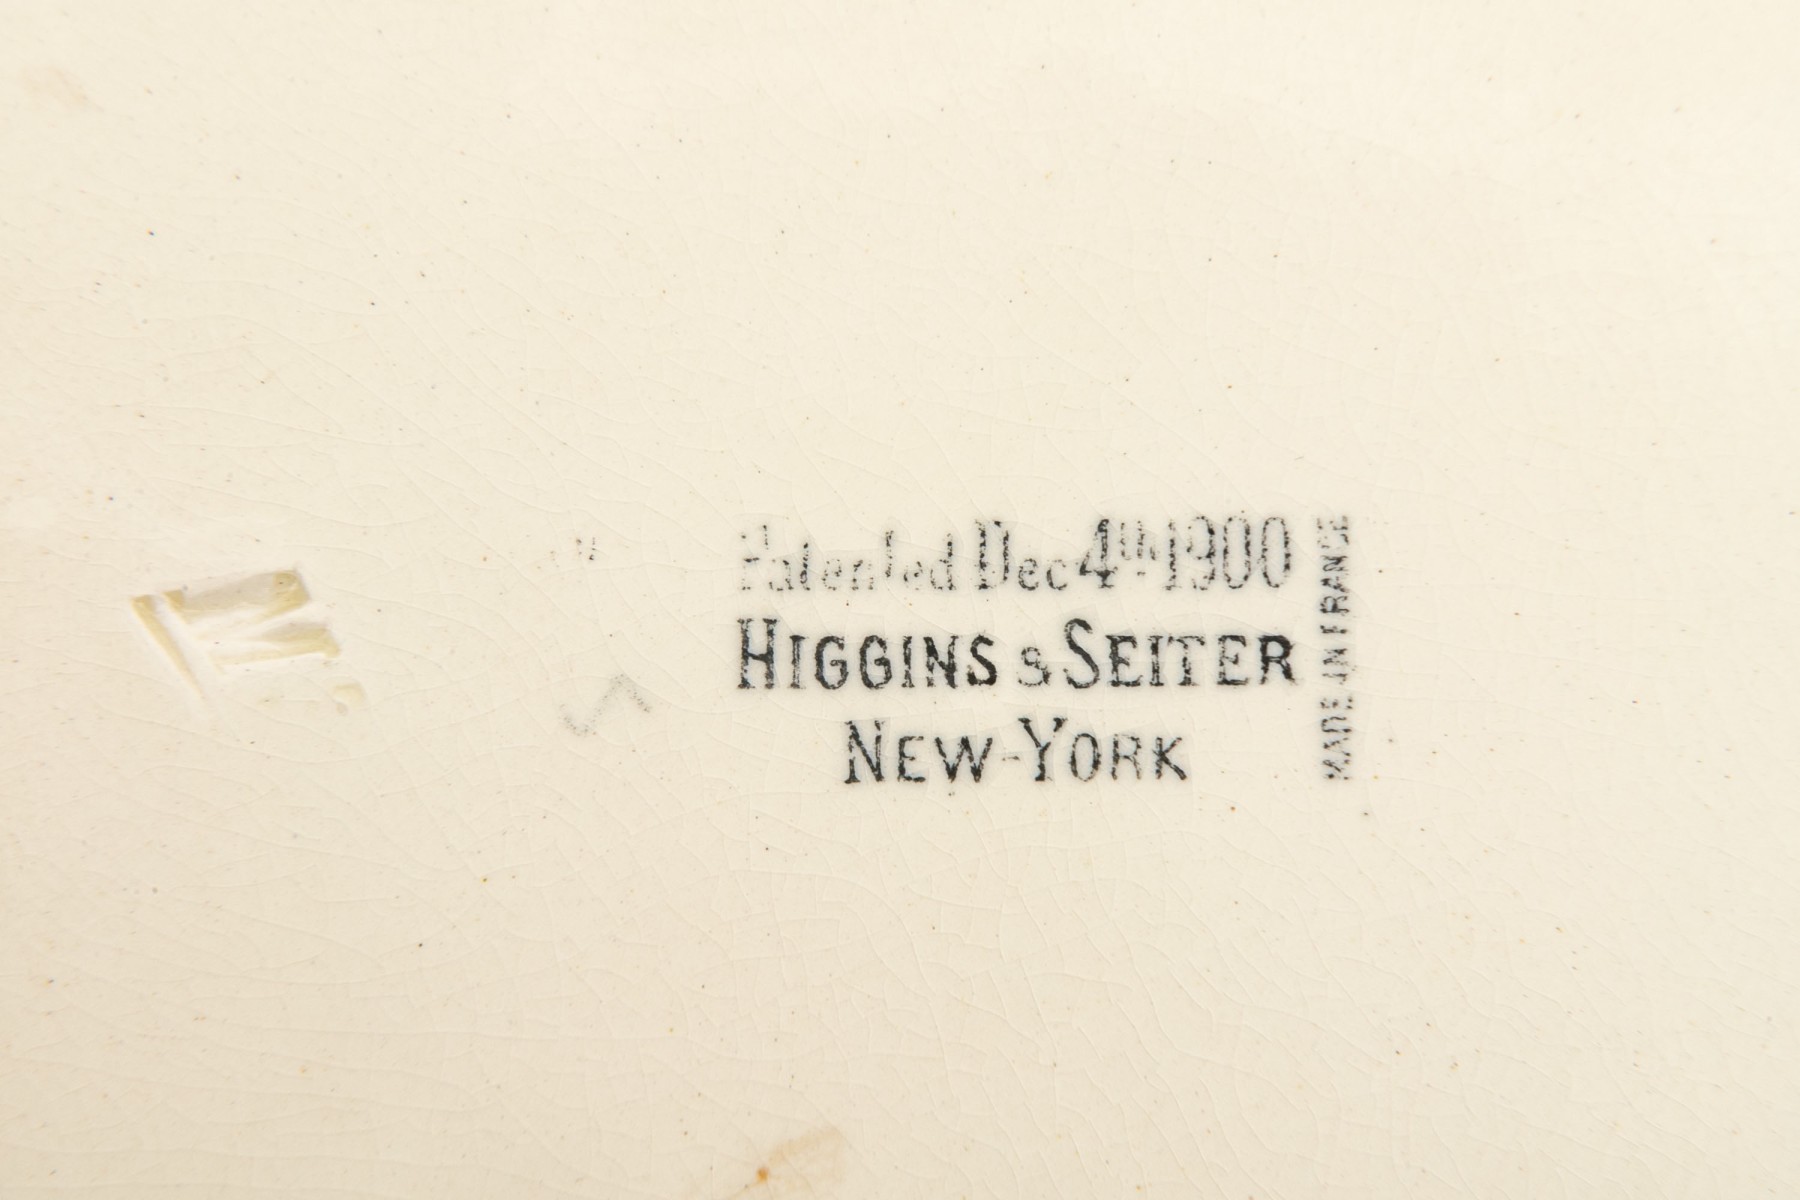 Patented Dec 4th 1900
HIGGINS & SEITER
NEW-YORK
MADE IN FRANCE